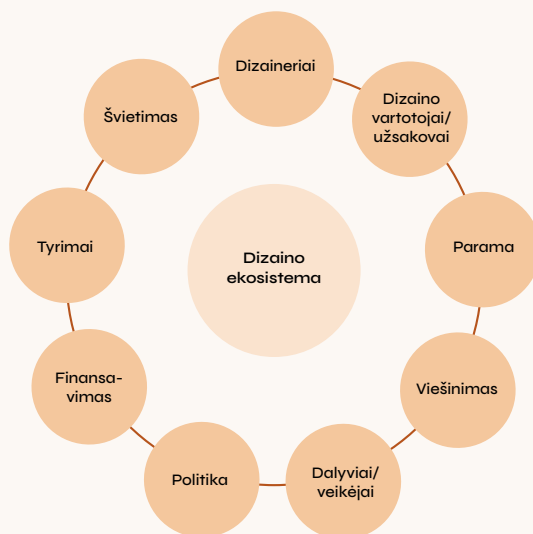 Dizaineriai
Dizaino
vartotojai/
užsakovai
Parama
Viešinimas
Dalyviai/
veikėjai
Politika
Finansa-
vimas
Tyrimai
Švietimas
Dizaino
ekosistema